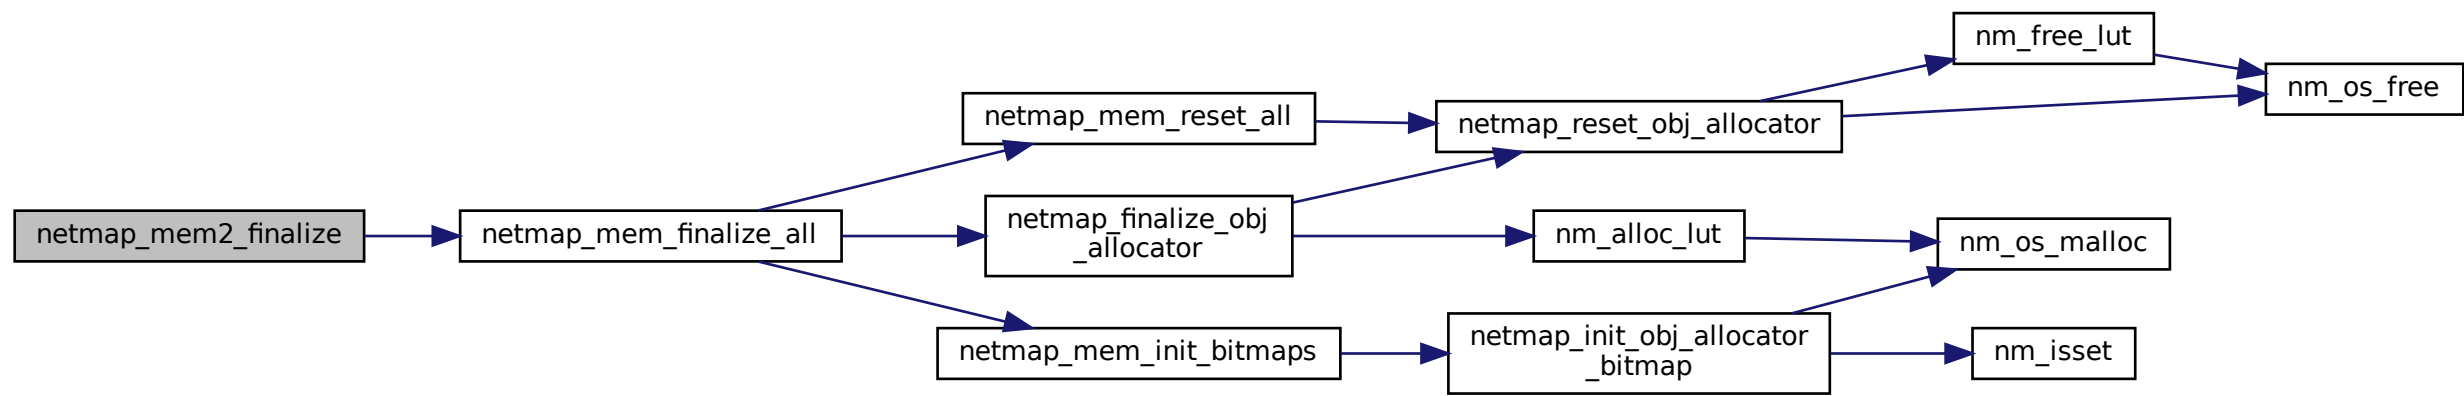 netmap_mem2_finalize
netmap_mem_finalize_all
netmap_mem_reset_all
netmap_finalize_obj
_allocator
netmap_mem_init_bitmaps
netmap_reset_obj_allocator
nm_alloc_lut
netmap_init_obj_allocator
_bitmap
nm_free_lut
nm_os_free
nm_os_malloc
nm_isset